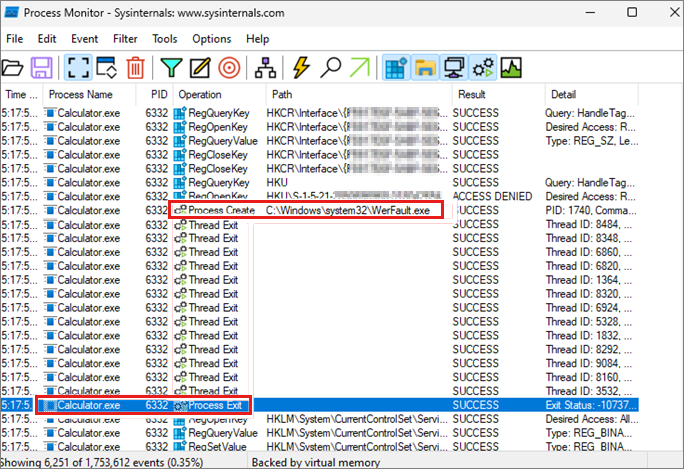 Process Monitor - Sysinternals: www.sysinternals.com
File Edit Event Filter Tools Options Help
Time ... Process Name PID Operation Path Result Detail
5:17:5... Calculator.exe 6332 RegQueryKey HKCR\Interface\{ ... SUCCESS Query: HandleTag...
5:17:5... Calculator.exe 6332 RegOpenKey HKCR\Interface\{ ... SUCCESS Desired Access: R...
5:17:5... Calculator.exe 6332 RegQueryValue HKCR\Interface\{ ... SUCCESS Type: REG_SZ, Le...
5:17:5... Calculator.exe 6332 RegCloseKey HKCR\Interface\{ ... SUCCESS
5:17:5... Calculator.exe 6332 RegCloseKey HKCR\Interface\{ ... SUCCESS
5:17:5... Calculator.exe 6332 RegQueryKey HKU SUCCESS Query: HandleTag...
5:17:5... Calculator.exe 6332 RegOpenKey HKU\S-1-5-21- ACCESS DENIED Desired Access: R...
5:17:5... Calculator.exe 6332 Process Create C:\Windows\system32\WerFault.exe SUCCESS PID: 1740, Comma...
5:17:5... Calculator.exe 6332 Thread Exit SUCCESS Thread ID: 8484, ...
5:17:5... Calculator.exe 6332 Thread Exit SUCCESS Thread ID: 8348, ...
5:17:5... Calculator.exe 6332 Thread Exit SUCCESS Thread ID: 6860, ...
5:17:5... Calculator.exe 6332 Thread Exit SUCCESS Thread ID: 6820, ...
5:17:5... Calculator.exe 6332 Thread Exit SUCCESS Thread ID: 1364, ...
5:17:5... Calculator.exe 6332 Thread Exit SUCCESS Thread ID: 8320, ...
5:17:5... Calculator.exe 6332 Thread Exit SUCCESS Thread ID: 6924, ...
5:17:5... Calculator.exe 6332 Thread Exit SUCCESS Thread ID: 5328, ...
5:17:5... Calculator.exe 6332 Thread Exit SUCCESS Thread ID: 1832, ...
5:17:5... Calculator.exe 6332 Thread Exit SUCCESS Thread ID: 8292, ...
5:17:5... Calculator.exe 6332 Thread Exit SUCCESS Thread ID: 9084, ...
5:17:5... Calculator.exe 6332 Thread Exit SUCCESS Thread ID: 8160, ...
5:17:5... Calculator.exe 6332 Thread Exit SUCCESS Thread ID: 3532, ...
5:17:5... Calculator.exe 6332 Process Exit SUCCESS Exit Status: -10737...
5:17:5... Calculator.exe 6332 RegOpenKey HKLM\System\CurrentControlSet\Servi... SUCCESS Desired Access: All...
5:17:5... Calculator.exe 6332 RegQueryValue HKLM\System\CurrentControlSet\Servi... SUCCESS Type: REG_BINA...
5:17:5... Calculator.exe 6332 RegSetValue HKLM\System\CurrentControlSet\Servi... SUCCESS Type: REG_BINA...
Showing 6,251 of 1,753,612 events (0.35%) Backed by virtual memory